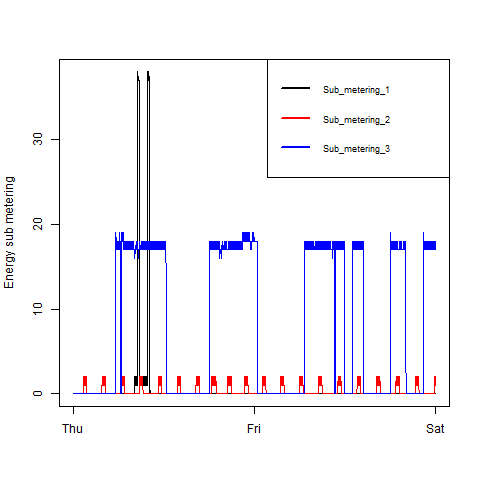 Sub_metering_1
Sub_metering_2
Sub_metering_3
Energy sub metering
30
20
10
0
Thu
Fri
Sat